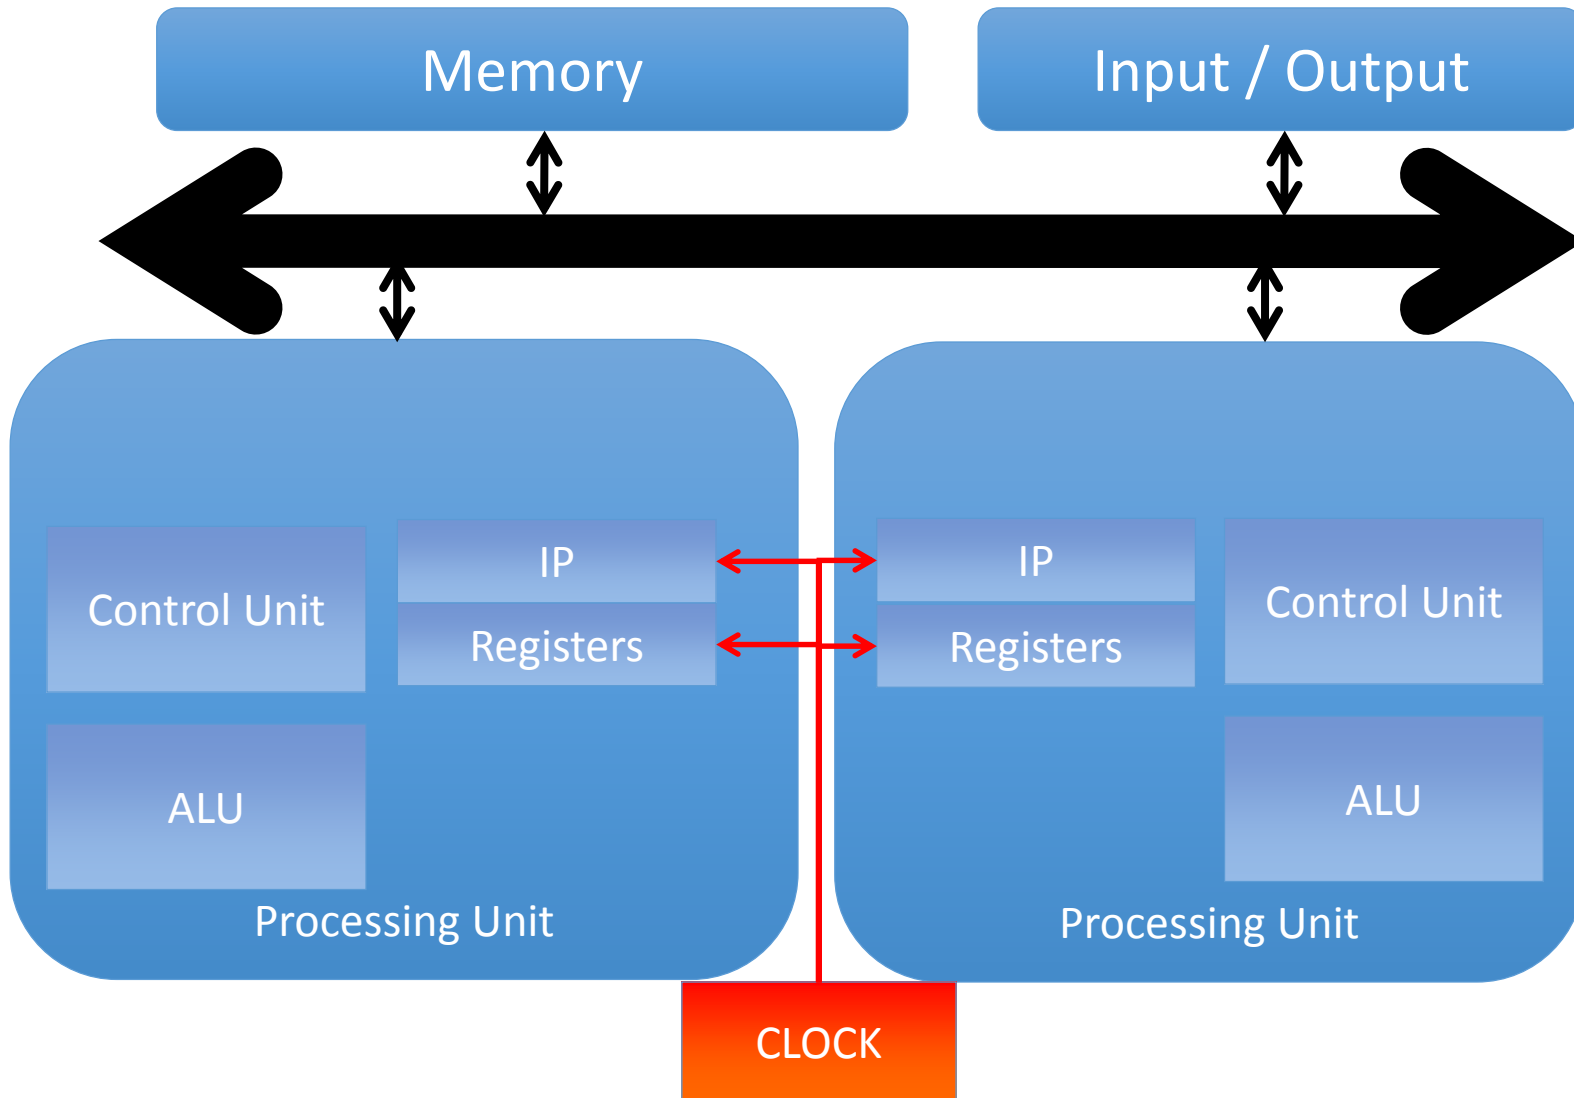 Memory
Input / Output
IP
Control Unit
Registers
ALU
Processing Unit
IP
Control Unit
Registers
ALU
Processing Unit
CLOCK